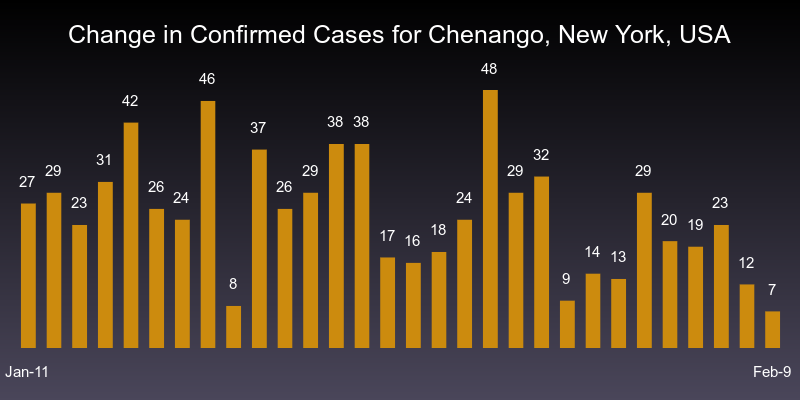 Change in Confirmed Cases for Chenango, New York, USA
27 29 23 31 42 26 24 46 8 37 26 29 38 38 17 16 18 24 48 29 32 9 14 13 29 20 19 23 12 7
Jan-11 Feb-9